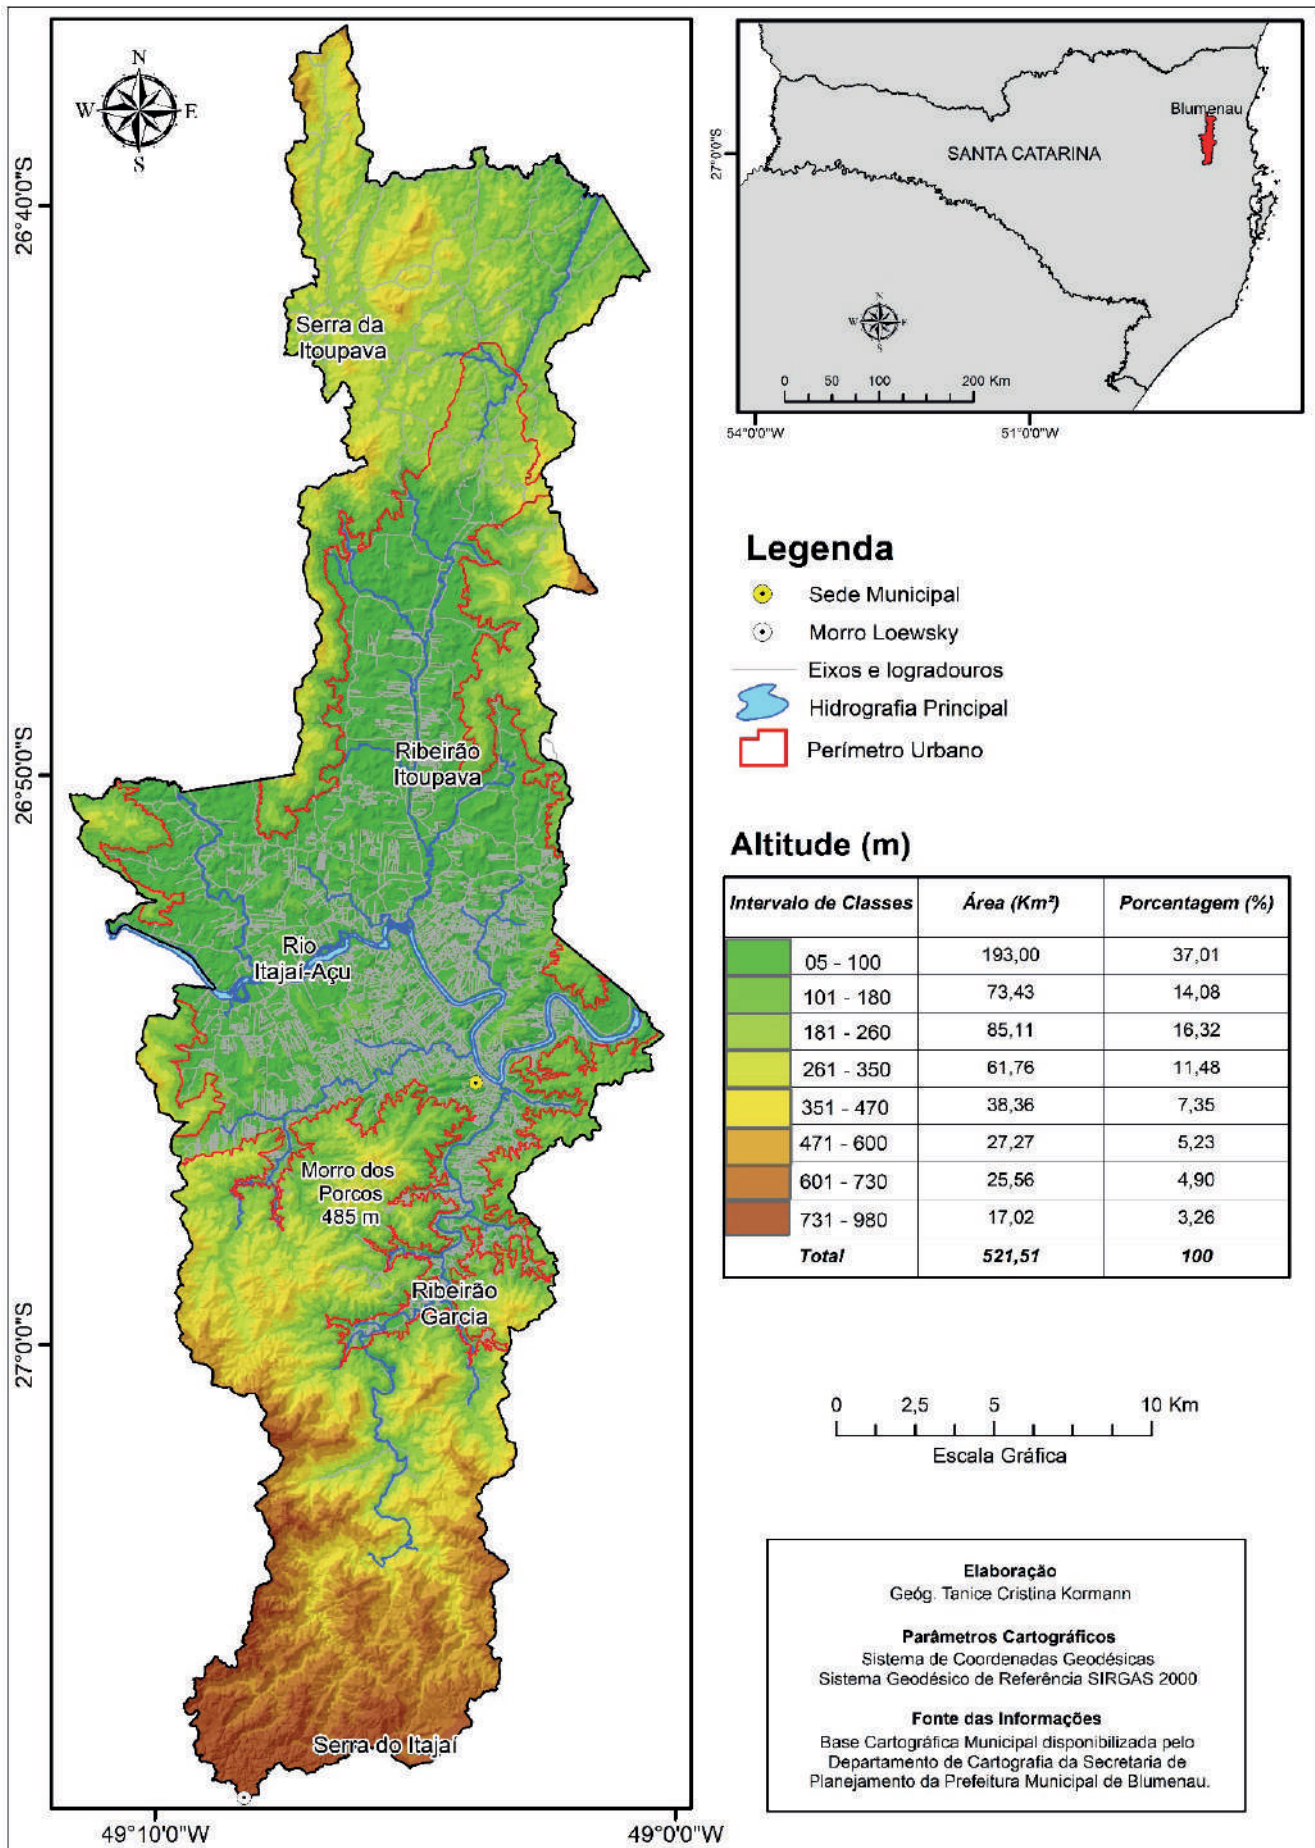 N
W E
S
26°40'0"S
26°50'0"S
27°0'0"S
49°10'0"W
49°0'0"W
Serra da
Itoupava
Ribeirão
Itoupava
Rio
Itajaí-Açu
Morro dos
Porcos
485 m
Ribeirão
Garcia
Serra do Itajaí
Blumenau
SANTA CATARINA
27°0'0"S
N
W E
S
0 50 100 200 Km
54°0'0"W
51°0'0"W
Legenda
Sede Municipal
Morro Loewsky
Eixos e logradouros
Hidrografia Principal
Perímetro Urbano
Altitude (m)
Intervalo de Classes Área (Km²) Porcentagem (%)
05 - 100 193,00 37,01
101 - 180 73,43 14,08
181 - 260 85,11 16,32
261 - 350 61,76 11,48
351 - 470 38,36 7,35
471 - 600 27,27 5,23
601 - 730 25,56 4,90
731 - 980 17,02 3,26
Total 521,51 100
0 2,5 5 10 Km
Escala Gráfica
Elaboração
Geóg. Tanice Cristina Kormann
Parâmetros Cartográficos
Sistema de Coordenadas Geodésicas
Sistema Geodésico de Referência SIRGAS 2000
Fonte das Informações
Base Cartográfica Municipal disponibilizada pelo
Departamento de Cartografia da Secretaria de
Planejamento da Prefeitura Municipal de Blumenau.